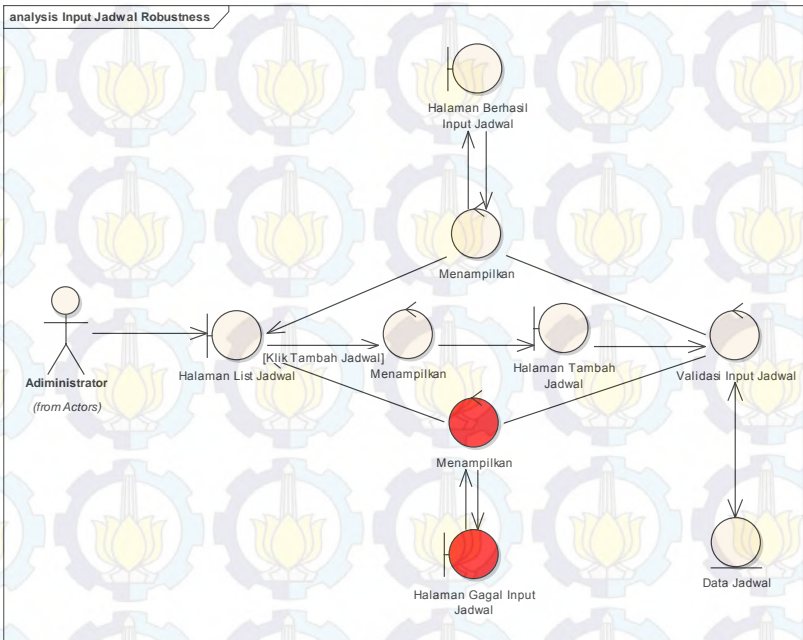 analysis Input Jadwal Robustness
Halaman Berhasil
Input Jadwal
Menampilkan
Adiministrator
(from Actors)
Halaman List Jadwal
[Klik Tambah Jadwal]
Menampilkan
Halaman Tambah
Jadwal
Validasi Input Jadwal
Menampilkan
Halaman Gagal Input
Jadwal
Data Jadwal